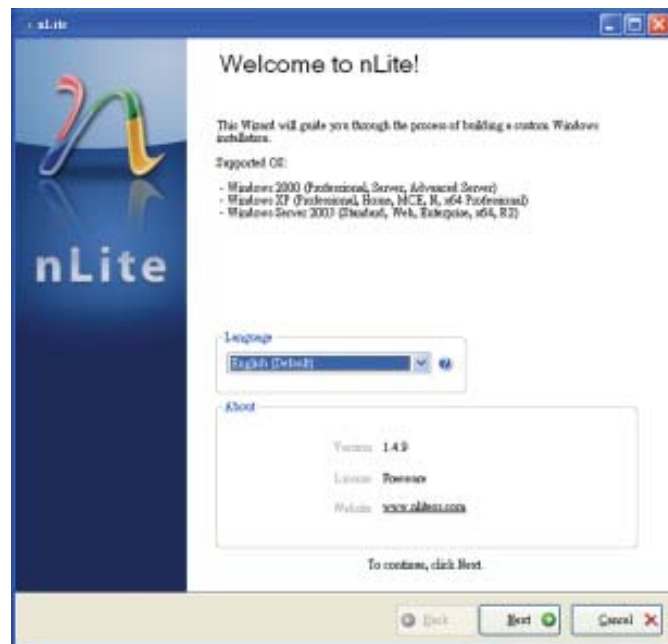 nLite
Welcome to nLite!
This Wizard will guide you through the process of building a custom Windows
installation.
Supported OS:
- Windows 2000 (Professional, Server, Advanced Server)
- Windows XP (Professional, Home, MCE, N, x64 Professional)
- Windows Server 2003 (Standard, Web, Enterprise, x64, R2)
nLite
Language
English (Default)
About
Version: 1.4.9
License: Freeware
Website: www.nliteos.com
To continue, click Next.
Back Next Cancel